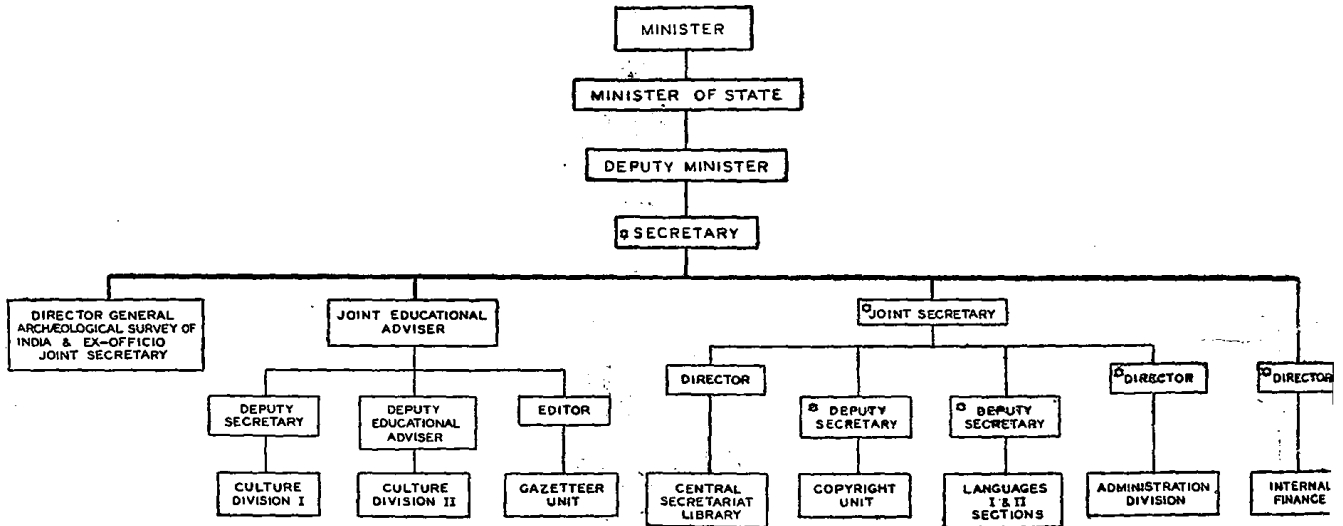 MINISTER
MINISTER OF STATE
DEPUTY MINISTER
SECRETARY
DIRECTOR GENERAL
ARCHÆOLOGICAL SURVEY OF
INDIA & EX-OFFICIO
JOINT SECRETARY
JOINT EDUCATIONAL
ADVISER
JOINT SECRETARY
DEPUTY
SECRETARY
DEPUTY
EDUCATIONAL
ADVISER
EDITOR
DIRECTOR
DEPUTY
SECRETARY
DEPUTY
SECRETARY
DIRECTOR
DIRECTOR
CULTURE
DIVISION I
CULTURE
DIVISION II
GAZETTEER
UNIT
CENTRAL
SECRETARIAT
LIBRARY
COPYRIGHT
UNIT
LANGUAGES
I & II
SECTIONS
ADMINISTRATION
DIVISION
INTERNAL
FINANCE